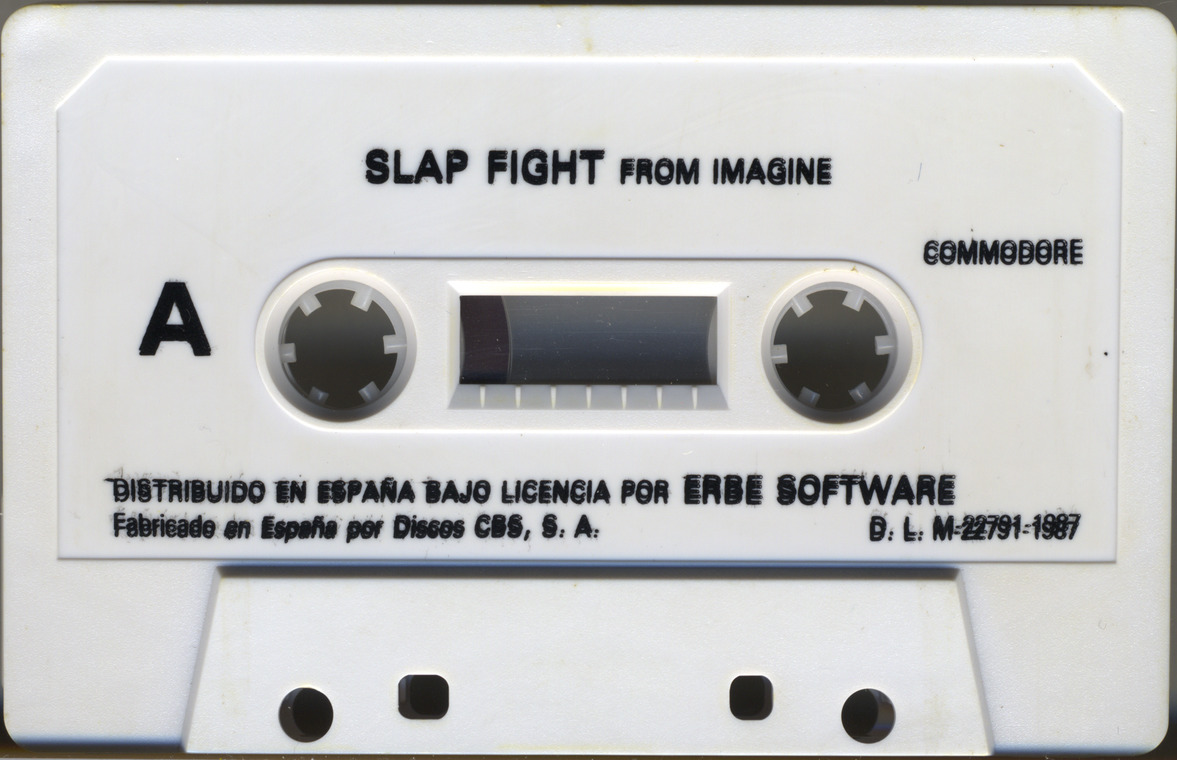 SLAP FIGHT FROM IMAGINE
COMMODORE
A
DISTRIBUIDO EN ESPAÑA BAJO LICENCIA POR ERBE SOFTWARE
Fabricado en España por Discos CBS, S. A. D. L. M-22791-1987